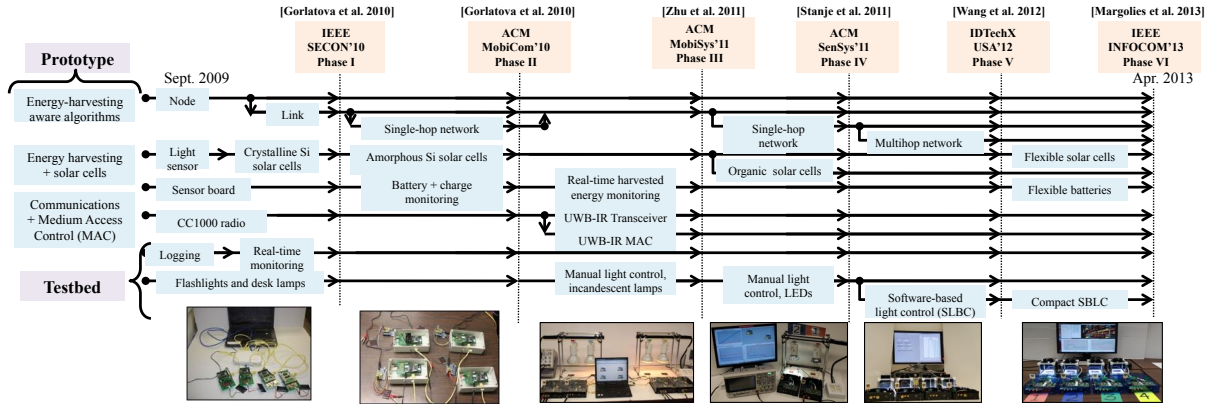 [Gorlatova et al. 2010] [Gorlatova et al. 2010] [Zhu et al. 2011] [Stanje et al. 2011] [Wang et al. 2012] [Margolies et al. 2013]
IEEE
SECON'10
Phase I
ACM
MobiCom'10
Phase II
ACM
MobiSys'11
Phase III
ACM
SenSys'11
Phase IV
IDTechX
USA'12
Phase V
IEEE
INFOCOM'13
Phase VI
Prototype
Sept. 2009
Apr. 2013
Energy-harvesting
aware algorithms
Node
Link
Single-hop network
Single-hop
network
Multihop network
Energy harvesting
+ solar cells
Light
sensor
Crystalline Si
solar cells
Amorphous Si solar cells
Organic solar cells
Flexible solar cells
Sensor board
Battery + charge
monitoring
Real-time harvested
energy monitoring
Flexible batteries
Communications
+ Medium Access
Control (MAC)
CC1000 radio
UWB-IR Transceiver
UWB-IR MAC
Testbed
Logging
Real-time
monitoring
Flashlights and desk lamps
Manual light control,
incandescent lamps
Manual light
control, LEDs
Software-based
light control (SLBC)
Compact SBLC
1
2
3
4